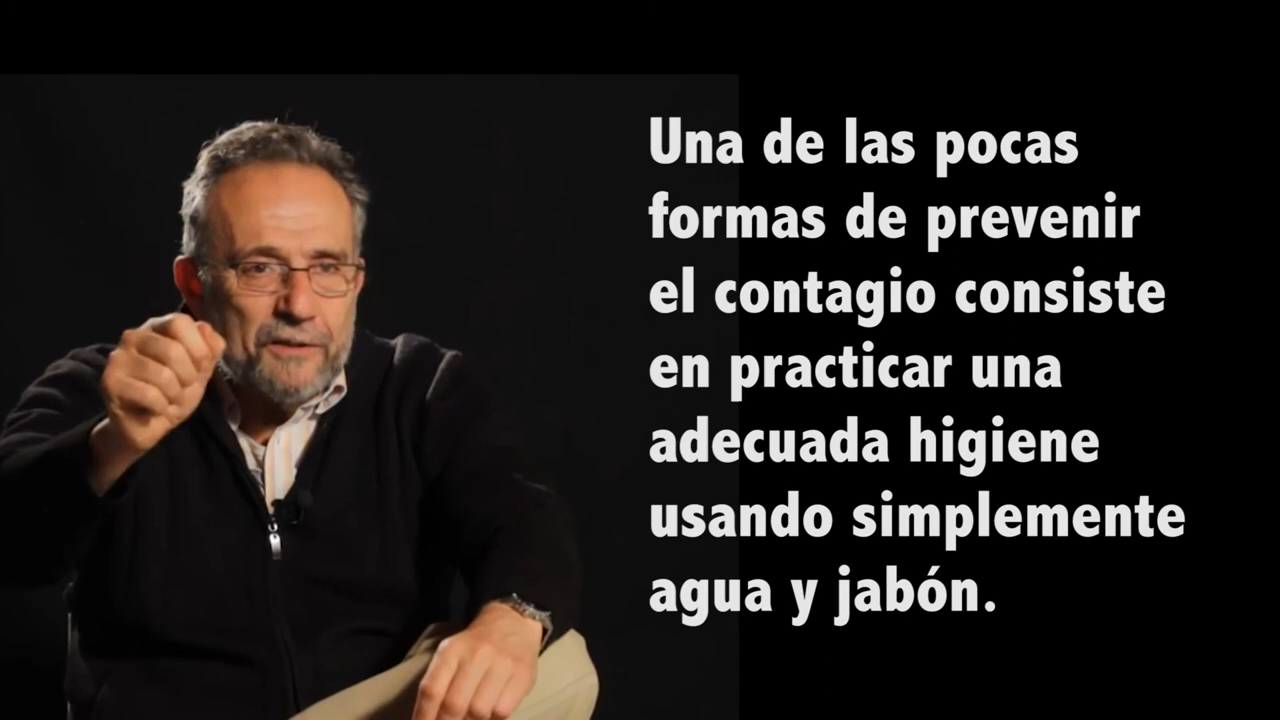 Una de las pocas
formas de prevenir
el contagio consiste
en practicar una
adecuada higiene
usando simplemente
agua y jabón.